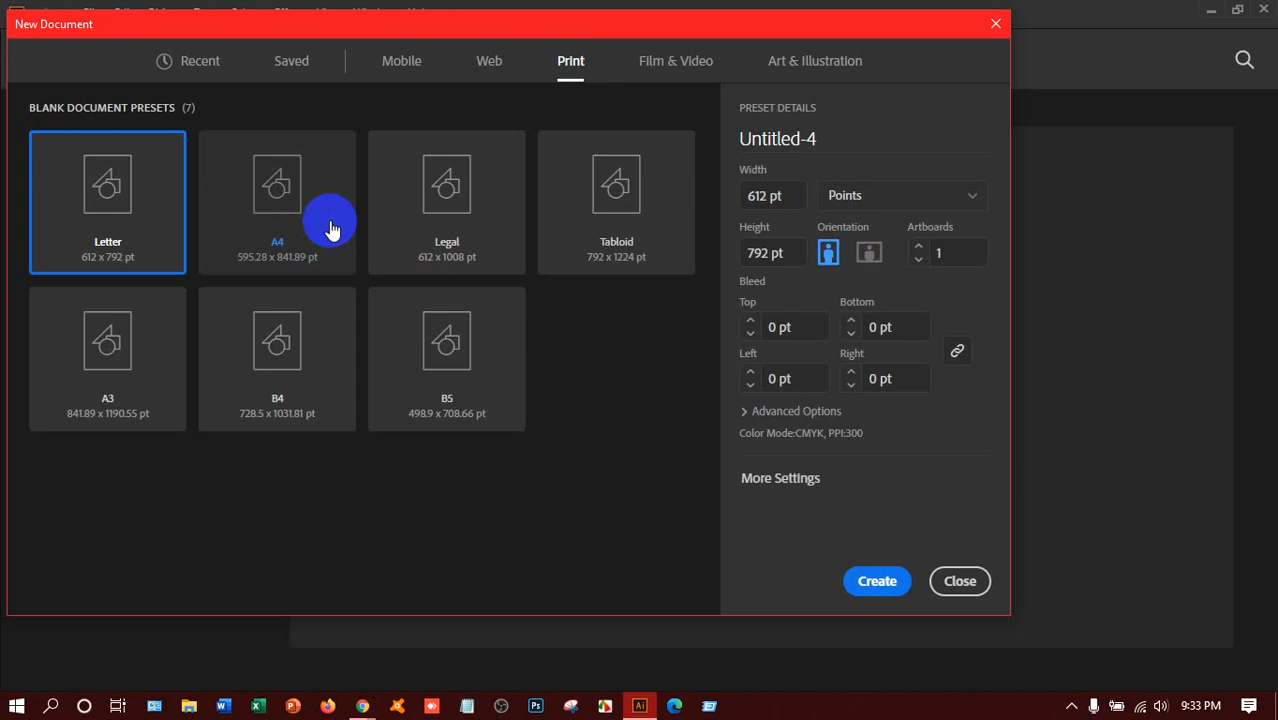 New Document
Recent
Saved
Mobile
Web
Print
Film & Video
Art & Illustration
BLANK DOCUMENT PRESETS (7)
Letter
612 x 792 pt
A4
595.28 x 841.89 pt
Legal
612 x 1008 pt
Tabloid
792 x 1224 pt
A3
841.89 x 1190.55 pt
B4
728.5 x 1031.81 pt
B5
498.9 x 708.66 pt
PRESET DETAILS
Untitled-4
Width
612 pt
Points
Height
Orientation
Artboards
792 pt
1
Bleed
Top
Bottom
0 pt
0 pt
Left
Right
0 pt
0 pt
Advanced Options
Color Mode:CMYK, PPI:300
More Settings
Create
Close
Ps
Ai
9:33 PM